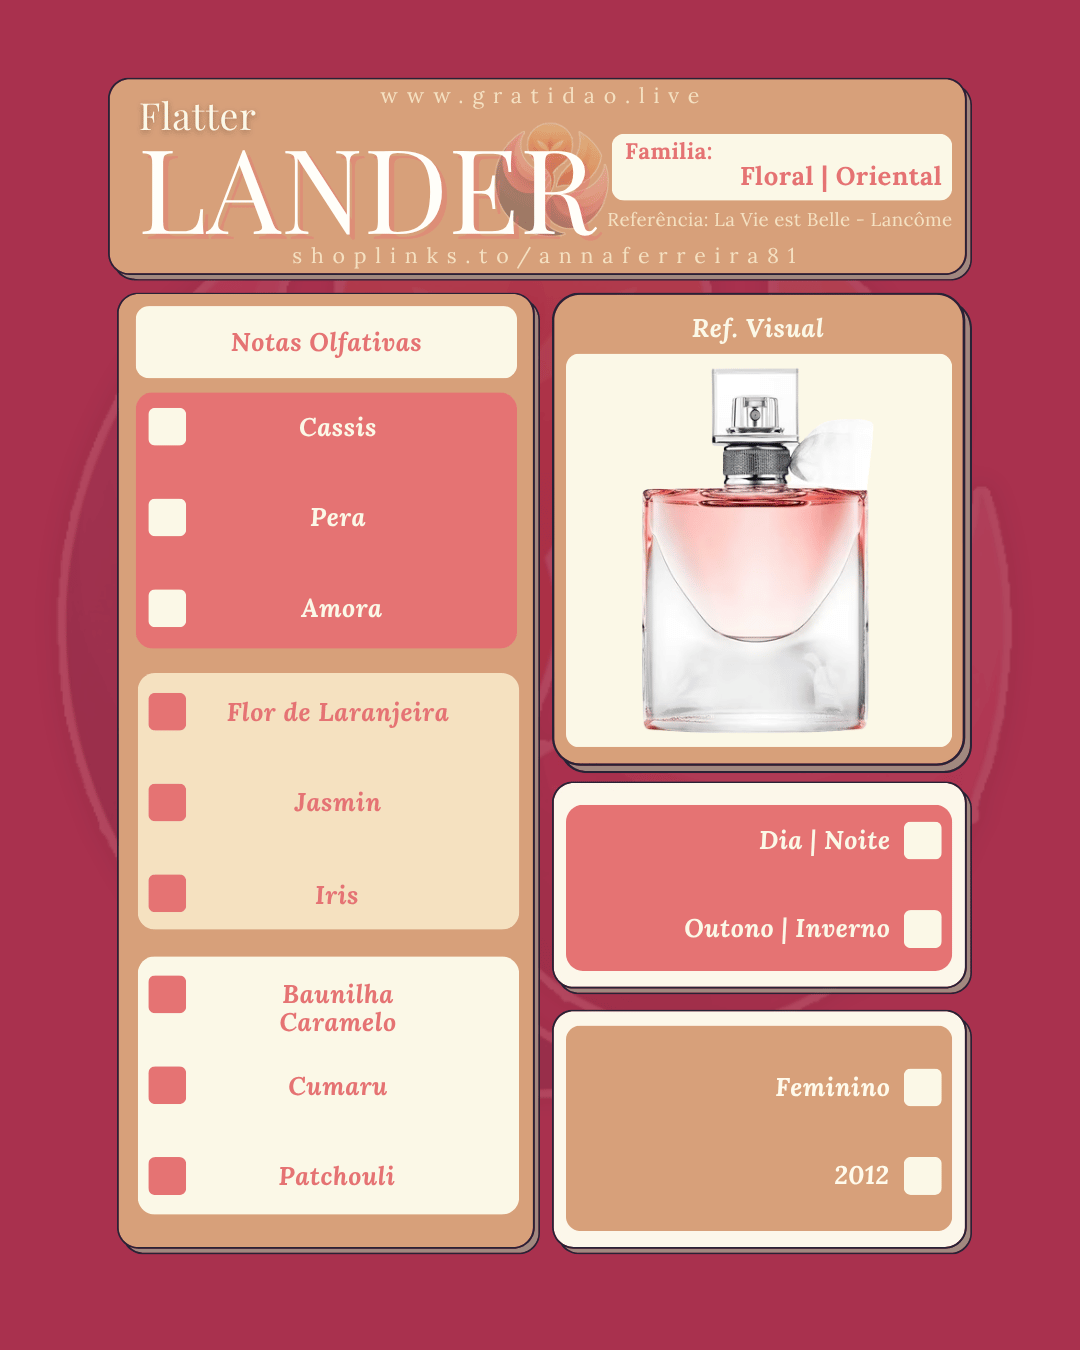 www.gratidao.live
Flatter
LANDER
Familia:
Floral | Oriental
Referência: La Vie est Belle - Lancôme
shoplinks.to/annaferreira81
Notas Olfativas
Cassis
Pera
Amora
Flor de Laranjeira
Jasmin
Iris
Baunilha
Caramelo
Cumaru
Patchouli
Ref. Visual
Dia | Noite
Outono | Inverno
Feminino
2012